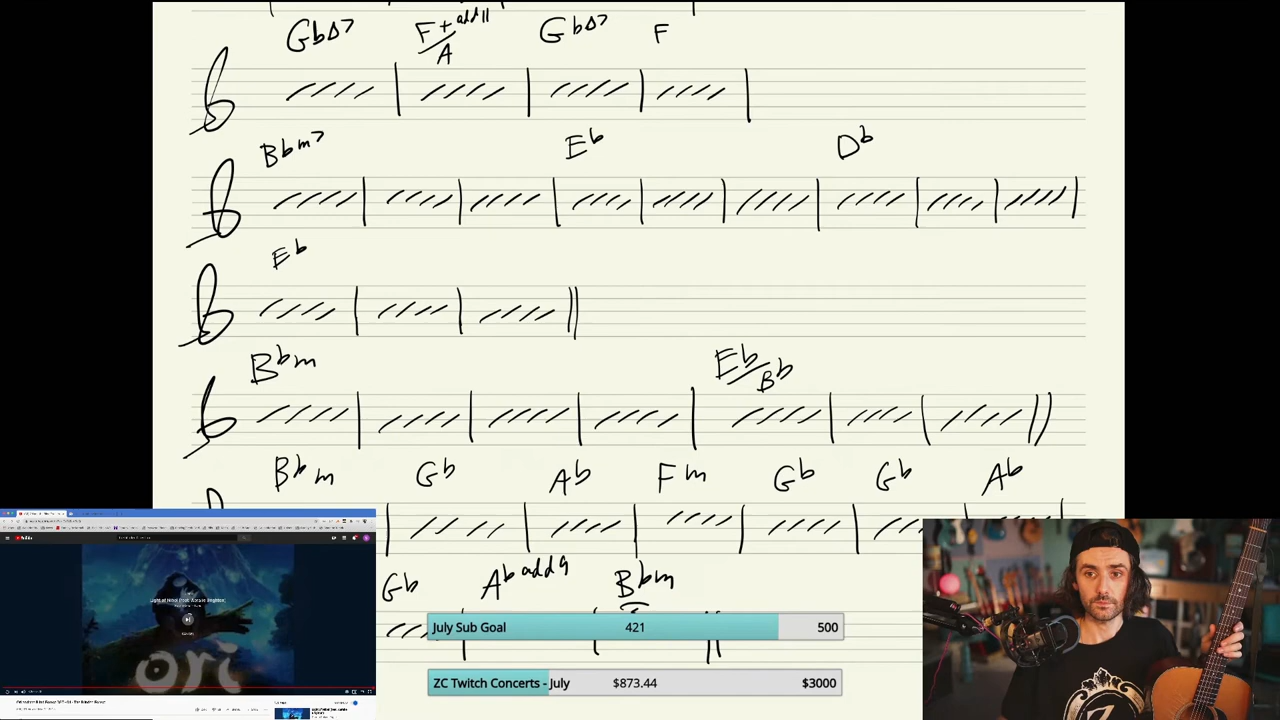 GbΔ7 F+add11/A GbΔ7 F
Bbm7 Eb Db
Eb
Bbm Eb/Bb
Bbm Gb Ab Fm Gb Gb Ab
Gb Abadd9 Bbm
July Sub Goal 421 500
ZC Twitch Concerts - July $873.44 $3000
ori